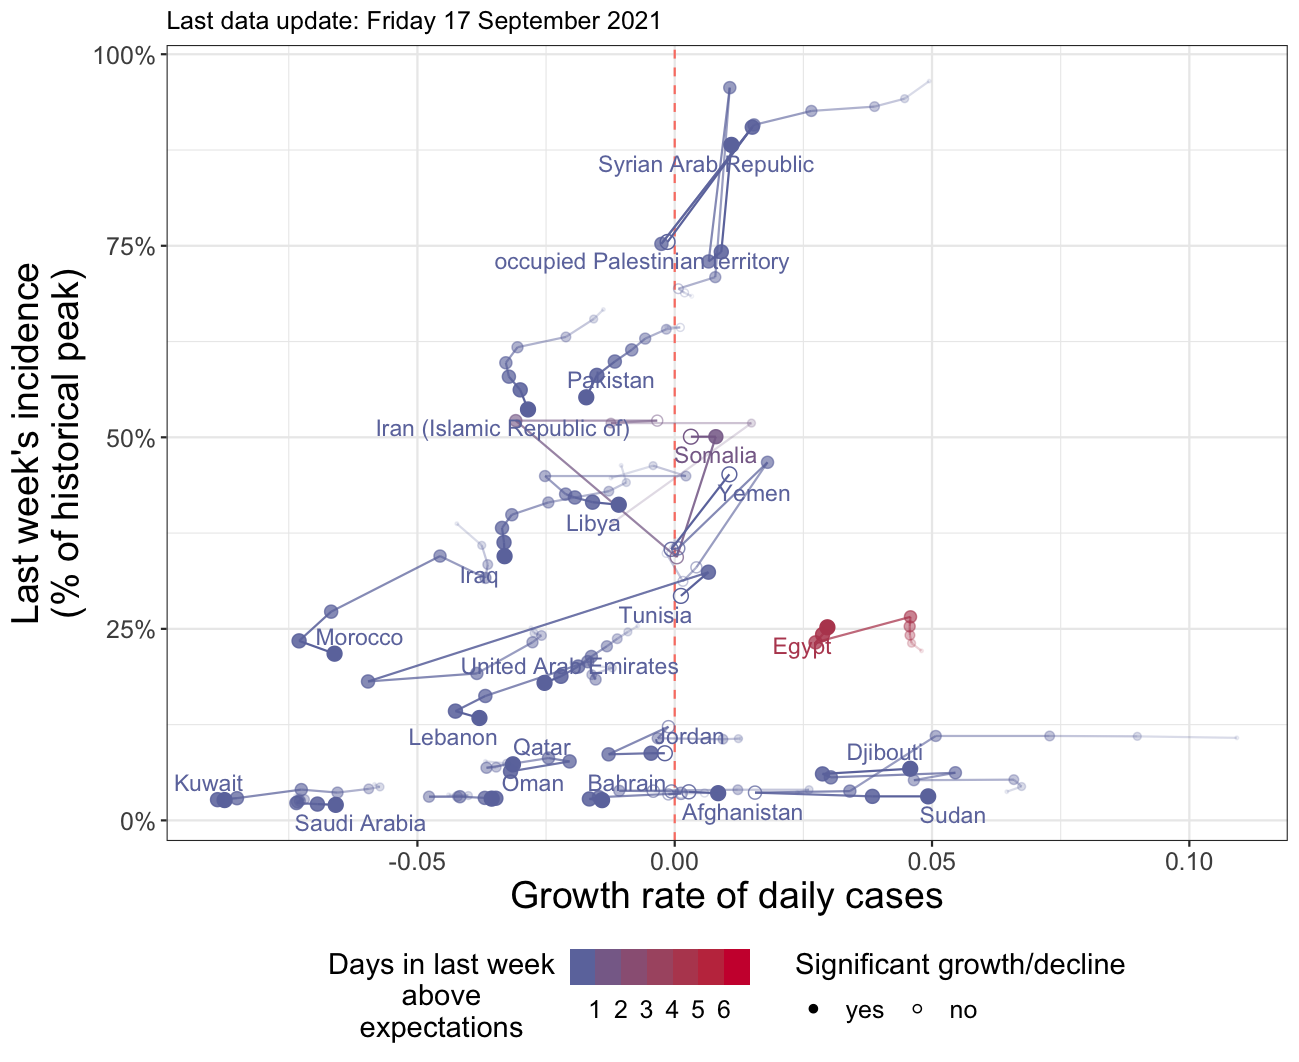 Last data update: Friday 17 September 2021
Last week's incidence
(% of historical peak)
100%
75%
50%
25%
0%
Syrian Arab Republic
occupied Palestinian territory
Pakistan
Iran (Islamic Republic of)
Somalia
Yemen
Libya
Iraq
Tunisia
Morocco
Egypt
United Arab Emirates
Lebanon
Jordan
Qatar
Djibouti
Kuwait
Oman
Bahrain
Afghanistan
Sudan
Saudi Arabia
-0.05
0.00
0.05
0.10
Growth rate of daily cases
Days in last week
above
expectations
1 2 3 4 5 6
Significant growth/decline
yes
no